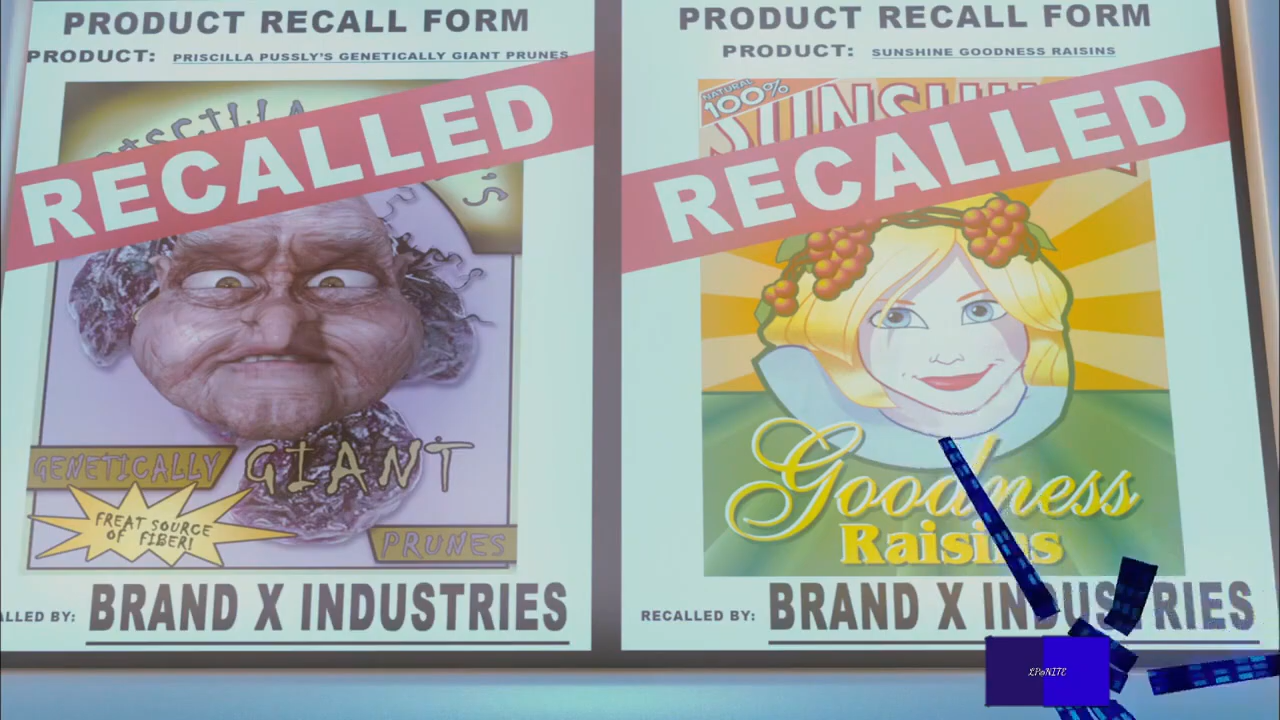 PRODUCT RECALL FORM
PRODUCT: PRISCILLA PUSSLY'S GENETICALLY GIANT PRUNES
RECALLED
GENETICALLY GIANT
FREAT SOURCE
OF FIBER!
PRUNES
ALLED BY: BRAND X INDUSTRIES
PRODUCT RECALL FORM
PRODUCT: SUNSHINE GOODNESS RAISINS
NATURAL
100%
RECALLED
Goodness
Raisins
RECALLED BY: BRAND X INDUSTRIES
LPoNITE